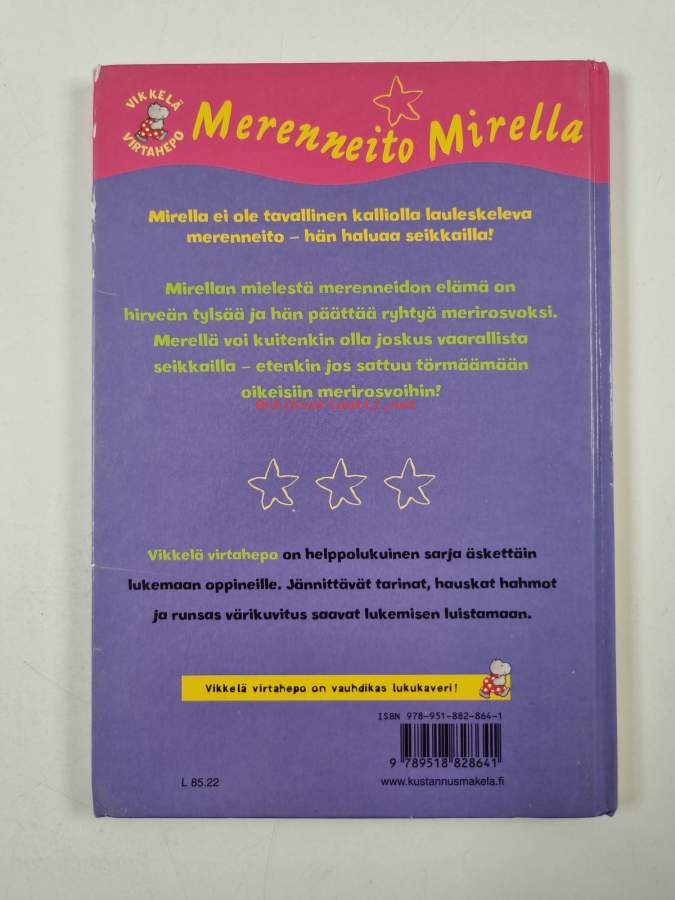 VIKKELÄ
VIRTAHEPO
Merenneito Mirella
Mirella ei ole tavallinen kalliolla lauleskeleva
merenneito – hän haluaa seikkailla!
Mirellan mielestä merenneidon elämä on
hirveän tylsää ja hän päättää ryhtyä merirosvoksi.
Merellä voi kuitenkin olla joskus vaarallista
seikkailla – etenkin jos sattuu törmäämään
oikeisiin merirosvoihin!
Antikvariaatti.net
Vikkelä virtahepo on helppolukuinen sarja äskettäin
lukemaan oppineille. Jännittävät tarinat, hauskat hahmot
ja runsas värikuvitus saavat lukemisen luistamaan.
Vikkelä virtahepo on vauhdikas lukukaveri!
ISBN 978-951-882-864-1
9 789518 828641
L 85.22
www.kustannusmakela.fi